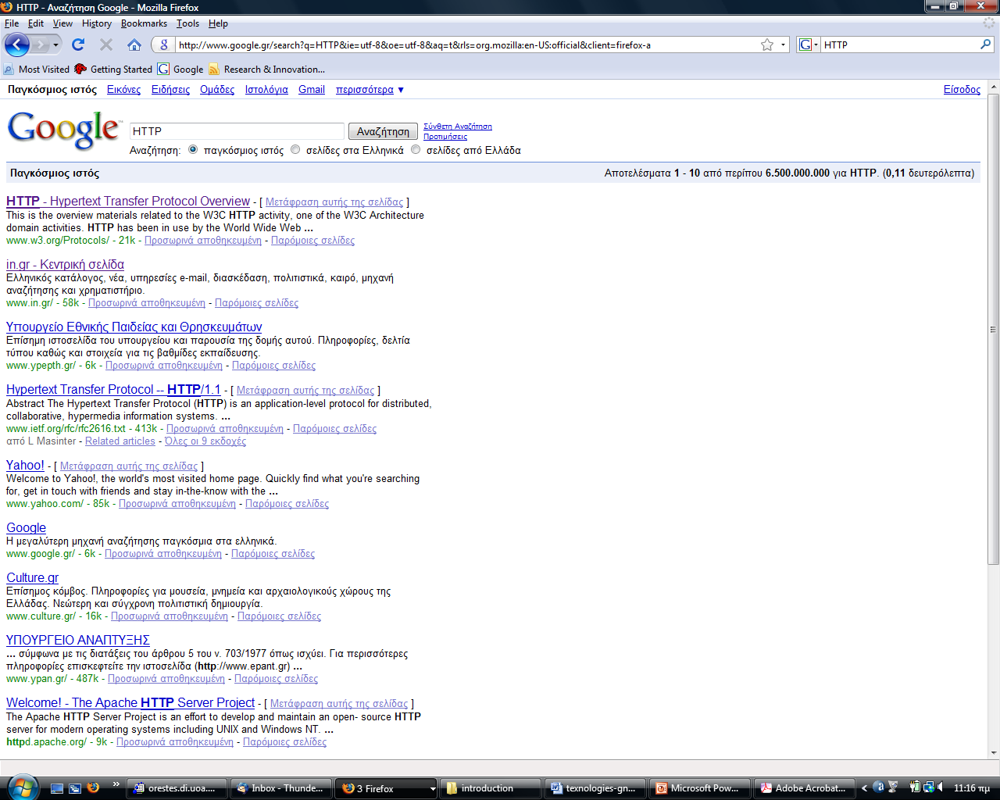 HTTP - Αναζήτηση Google - Mozilla Firefox
File Edit View History Bookmarks Tools Help
http://www.google.gr/search?q=HTTP&ie=utf-8&oe=utf-8&aq=t&rls=org.mozilla:en-US:official&client=firefox-a HTTP
Most Visited Getting Started Google Research & Innovation...
Παγκόσμιος ιστός Εικόνες Ειδήσεις Ομάδες Ιστολόγια Gmail περισσότερα ▼ Είσοδος
Google™ HTTP Αναζήτηση Σύνθετη Αναζήτηση
Προτιμήσεις
Αναζήτηση: παγκόσμιος ιστός σελίδες στα Ελληνικά σελίδες από Ελλάδα
Παγκόσμιος ιστός Αποτελέσματα 1 - 10 από περίπου 6.500.000.000 για HTTP. (0,11 δευτερόλεπτα)
HTTP - Hypertext Transfer Protocol Overview - [ Μετάφραση αυτής της σελίδας ]
This is the overview materials related to the W3C HTTP activity, one of the W3C Architecture
domain activities. HTTP has been in use by the World Wide Web ...
www.w3.org/Protocols/ - 21k - Προσωρινά αποθηκευμένη - Παρόμοιες σελίδες
in.gr - Κεντρική σελίδα
Ελληνικός κατάλογος, νέα, υπηρεσίες e-mail, διασκέδαση, πολιτιστικά, καιρό, μηχανή
αναζήτησης και χρηματιστήριο.
www.in.gr/ - 58k - Προσωρινά αποθηκευμένη - Παρόμοιες σελίδες
Υπουργείο Εθνικής Παιδείας και Θρησκευμάτων
Επίσημη ιστοσελίδα του υπουργείου και παρουσία της δομής αυτού. Πληροφορίες, δελτία
τύπου καθώς και στοιχεία για τις βαθμίδες εκπαίδευσης.
www.ypepth.gr/ - 6k - Προσωρινά αποθηκευμένη - Παρόμοιες σελίδες
Hypertext Transfer Protocol -- HTTP/1.1 - [ Μετάφραση αυτής της σελίδας ]
Abstract The Hypertext Transfer Protocol (HTTP) is an application-level protocol for distributed,
collaborative, hypermedia information systems. ...
www.ietf.org/rfc/rfc2616.txt - 413k - Προσωρινά αποθηκευμένη - Παρόμοιες σελίδες
από L Masinter - Related articles - Όλες οι 9 εκδοχές
Yahoo! - [ Μετάφραση αυτής της σελίδας ]
Welcome to Yahoo!, the world's most visited home page. Quickly find what you're searching
for, get in touch with friends and stay in-the-know with the ...
www.yahoo.com/ - 85k - Προσωρινά αποθηκευμένη - Παρόμοιες σελίδες
Google
Η μεγαλύτερη μηχανή αναζήτησης παγκόσμια στα ελληνικά.
www.google.gr/ - 6k - Προσωρινά αποθηκευμένη - Παρόμοιες σελίδες
Culture.gr
Επίσημος κόμβος. Πληροφορίες για μουσεία, μνημεία και αρχαιολογικούς χώρους της
Ελλάδας. Νεώτερη και σύγχρονη πολιτιστική δημιουργία.
www.culture.gr/ - 16k - Προσωρινά αποθηκευμένη - Παρόμοιες σελίδες
ΥΠΟΥΡΓΕΙΟ ΑΝΑΠΤΥΞΗΣ
... σύμφωνα με τις διατάξεις του άρθρου 5 του ν. 703/1977 όπως ισχύει. Για περισσότερες
πληροφορίες επισκεφτείτε την ιστοσελίδα (http://www.epant.gr) ...
www.ypan.gr/ - 487k - Προσωρινά αποθηκευμένη - Παρόμοιες σελίδες
Welcome! - The Apache HTTP Server Project - [ Μετάφραση αυτής της σελίδας ]
The Apache HTTP Server Project is an effort to develop and maintain an open- source HTTP
server for modern operating systems including UNIX and Windows NT. ...
httpd.apache.org/ - 9k - Προσωρινά αποθηκευμένη - Παρόμοιες σελίδες
orestes.di.uoa.... Inbox - Thunde... 3 Firefox introduction texnologies-gn... Microsoft Pow... Adobe Acrobat... 11:16 πμ